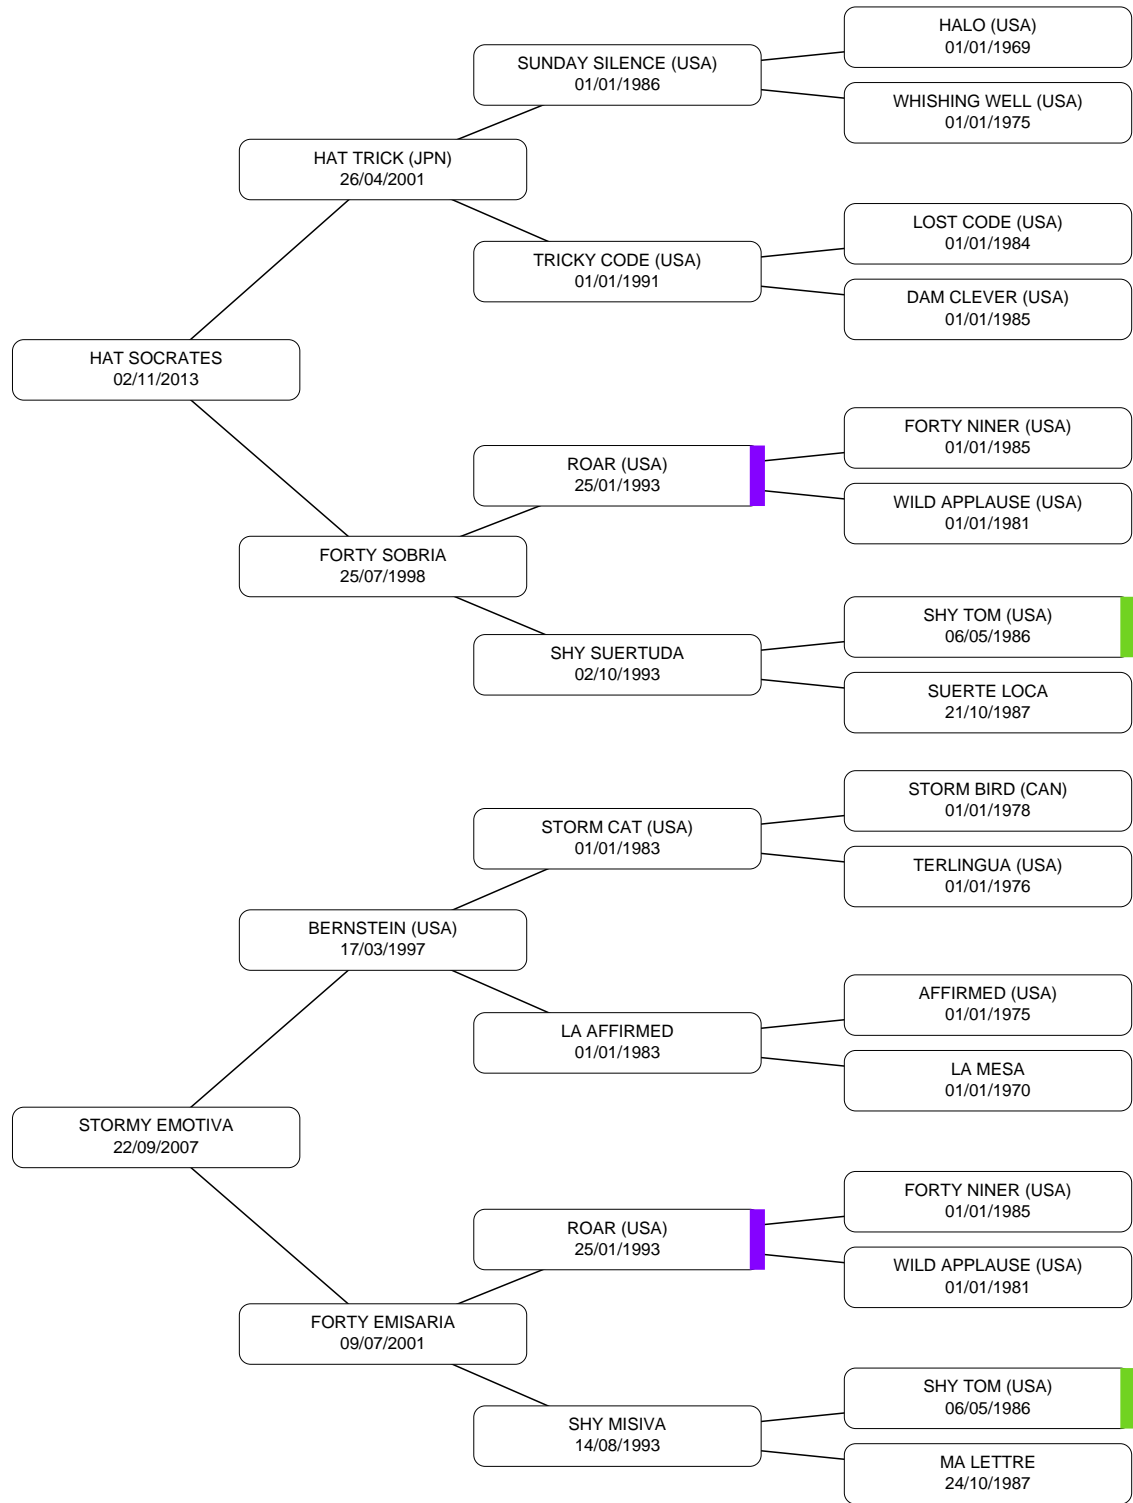 HALO (USA)
01/01/1969
SUNDAY SILENCE (USA)
01/01/1986
WHISHING WELL (USA)
01/01/1975
HAT TRICK (JPN)
26/04/2001
LOST CODE (USA)
01/01/1984
TRICKY CODE (USA)
01/01/1991
DAM CLEVER (USA)
01/01/1985
HAT SOCRATES
02/11/2013
FORTY NINER (USA)
01/01/1985
ROAR (USA)
25/01/1993
WILD APPLAUSE (USA)
01/01/1981
FORTY SOBRIA
25/07/1998
SHY TOM (USA)
06/05/1986
SHY SUERTUDA
02/10/1993
SUERTE LOCA
21/10/1987
STORM BIRD (CAN)
01/01/1978
STORM CAT (USA)
01/01/1983
TERLINGUA (USA)
01/01/1976
BERNSTEIN (USA)
17/03/1997
AFFIRMED (USA)
01/01/1975
LA AFFIRMED
01/01/1983
LA MESA
01/01/1970
STORMY EMOTIVA
22/09/2007
FORTY NINER (USA)
01/01/1985
ROAR (USA)
25/01/1993
WILD APPLAUSE (USA)
01/01/1981
FORTY EMISARIA
09/07/2001
SHY TOM (USA)
06/05/1986
SHY MISIVA
14/08/1993
MA LETTRE
24/10/1987